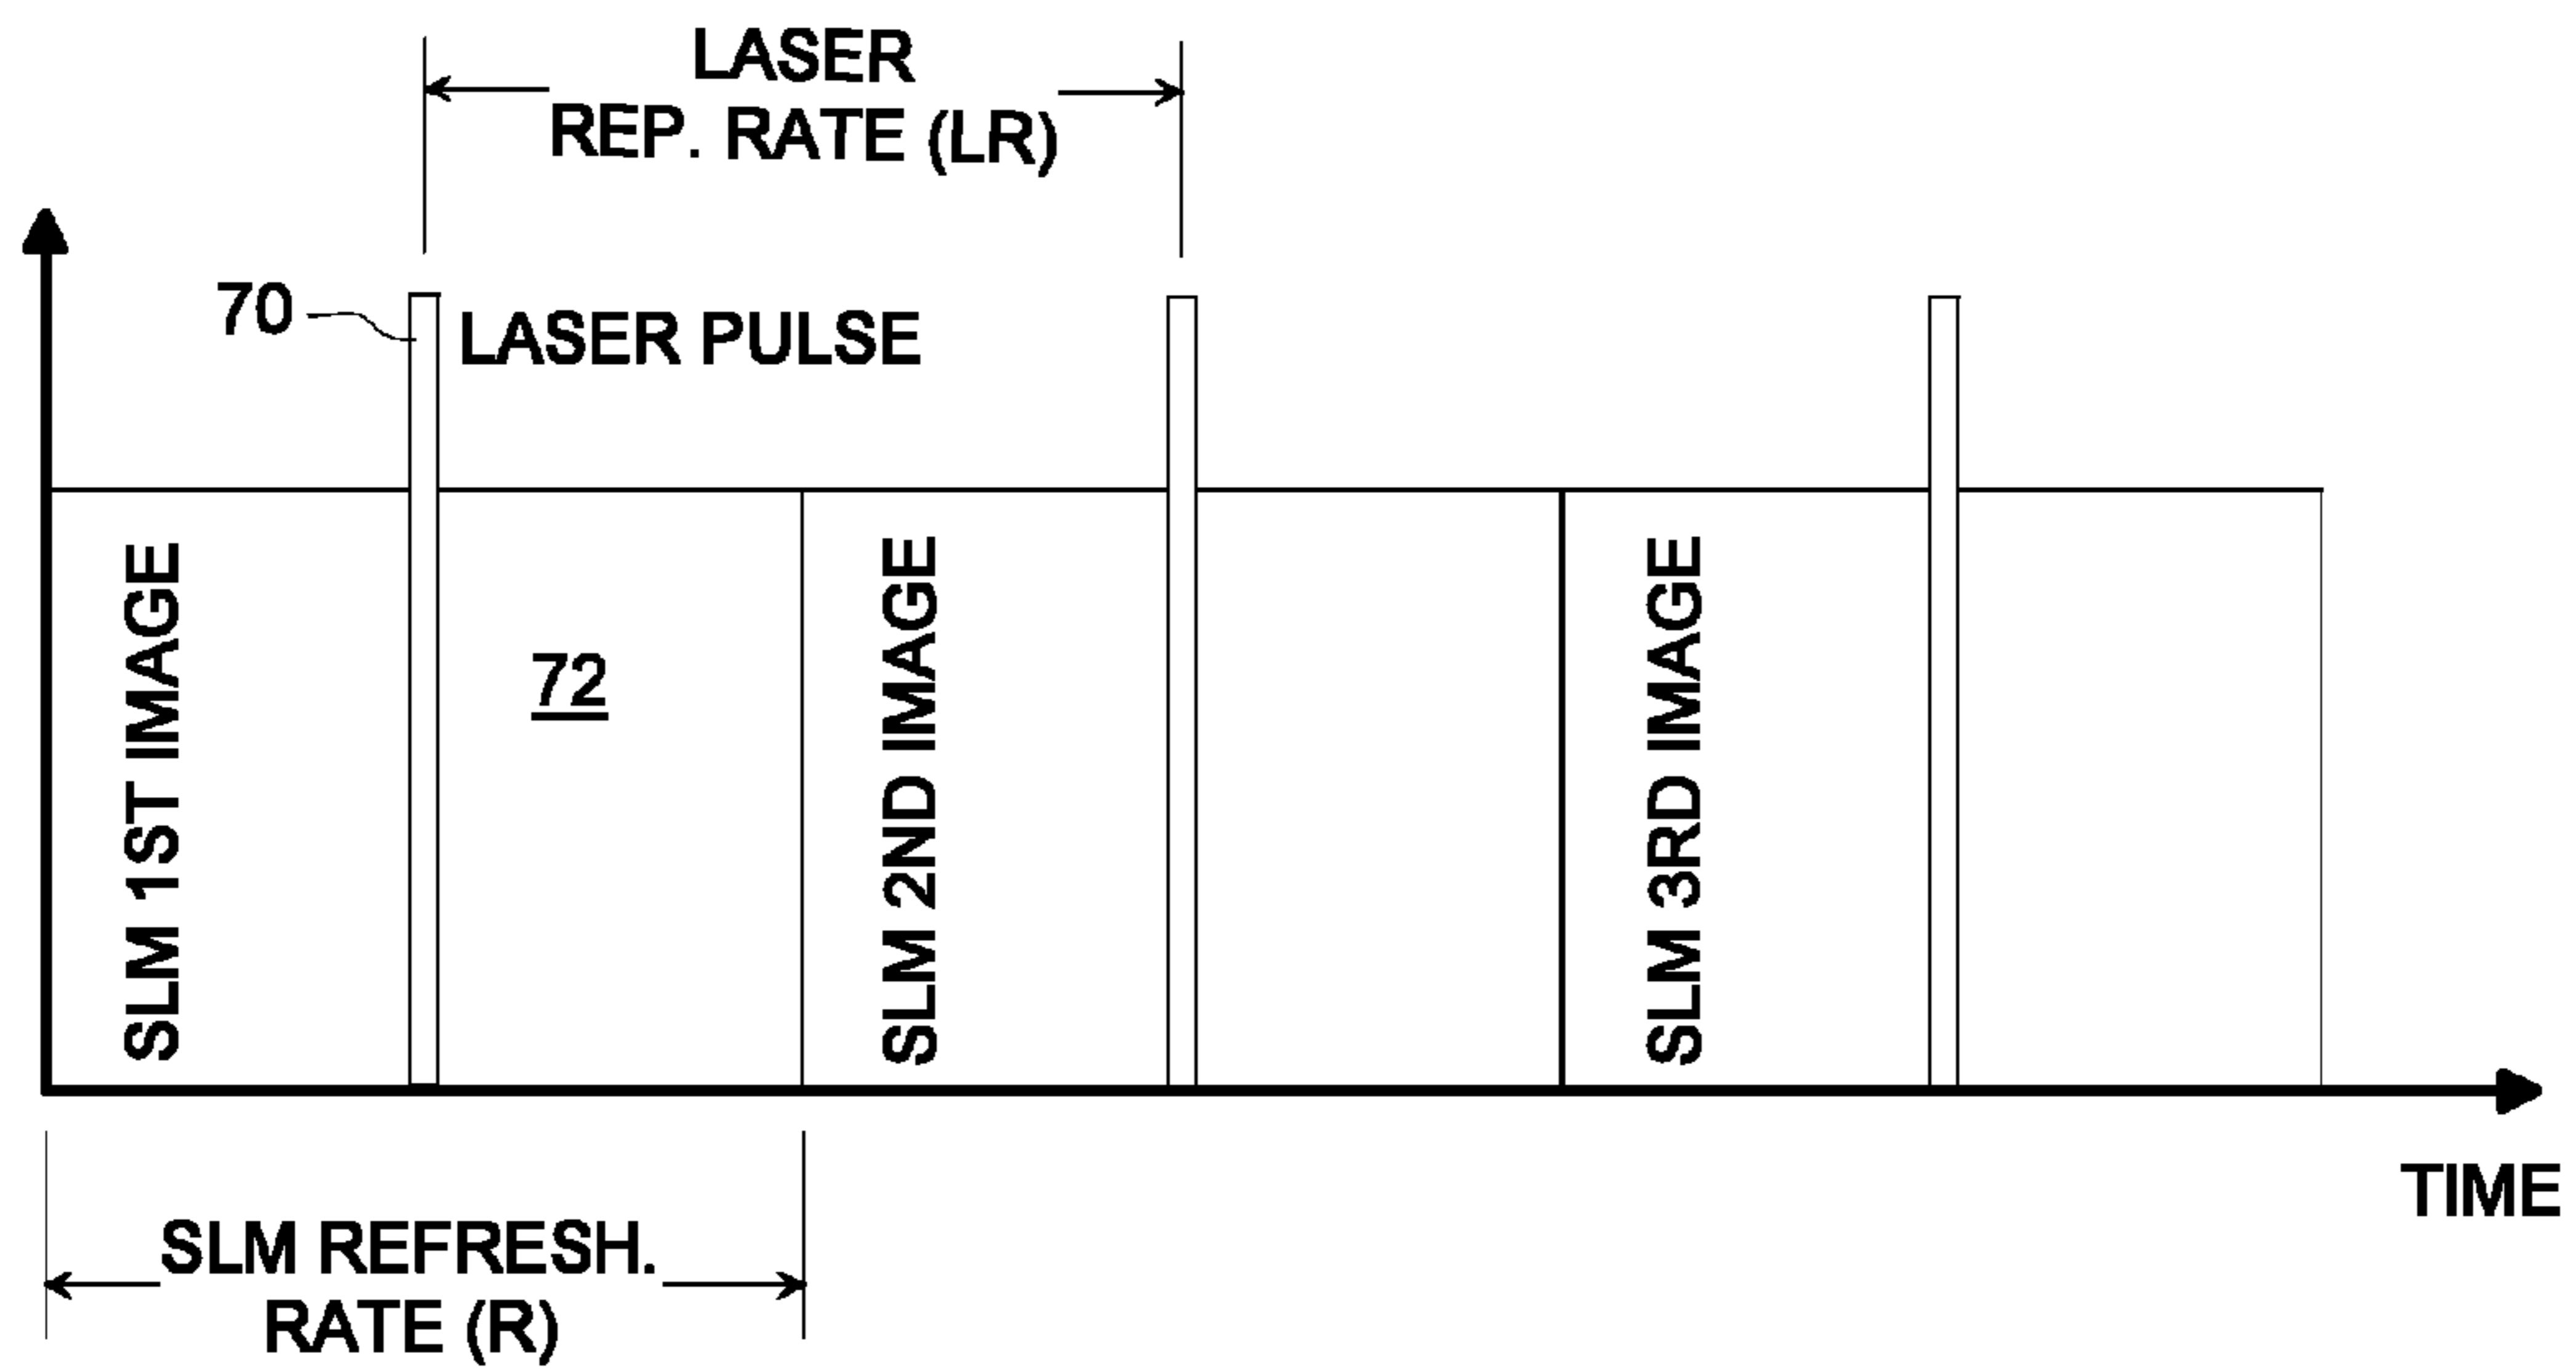 LASER
REP. RATE (LR)
70
LASER PULSE
SLM 1ST IMAGE
72
SLM 2ND IMAGE
SLM 3RD IMAGE
TIME
SLM REFRESH.
RATE (R)